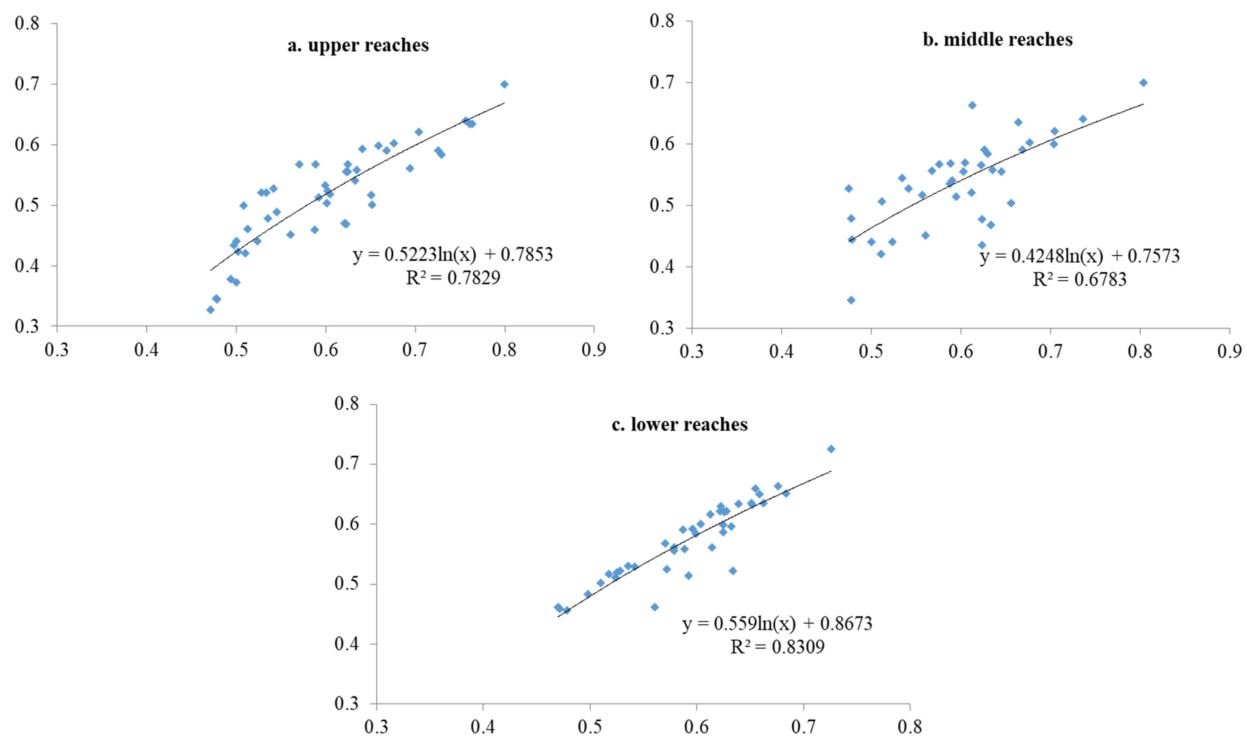 a. upper reaches
0.8
0.7
0.6
0.5
0.4
0.3
y = 0.5223ln(x) + 0.7853
R² = 0.7829
0.3 0.4 0.5 0.6 0.7 0.8 0.9
b. middle reaches
0.8
0.7
0.6
0.5
0.4
0.3
y = 0.4248ln(x) + 0.7573
R² = 0.6783
0.3 0.4 0.5 0.6 0.7 0.8 0.9
c. lower reaches
0.8
0.7
0.6
0.5
0.4
0.3
y = 0.559ln(x) + 0.8673
R² = 0.8309
0.3 0.4 0.5 0.6 0.7 0.8